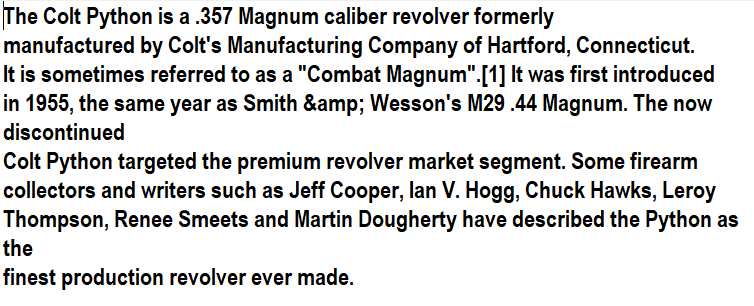 The Colt Python is a .357 Magnum caliber revolver formerly
manufactured by Colt's Manufacturing Company of Hartford, Connecticut.
It is sometimes referred to as a "Combat Magnum".[1] It was first introduced
in 1955, the same year as Smith &amp; Wesson's M29 .44 Magnum. The now
discontinued
Colt Python targeted the premium revolver market segment. Some firearm
collectors and writers such as Jeff Cooper, Ian V. Hogg, Chuck Hawks, Leroy
Thompson, Renee Smeets and Martin Dougherty have described the Python as
the
finest production revolver ever made.